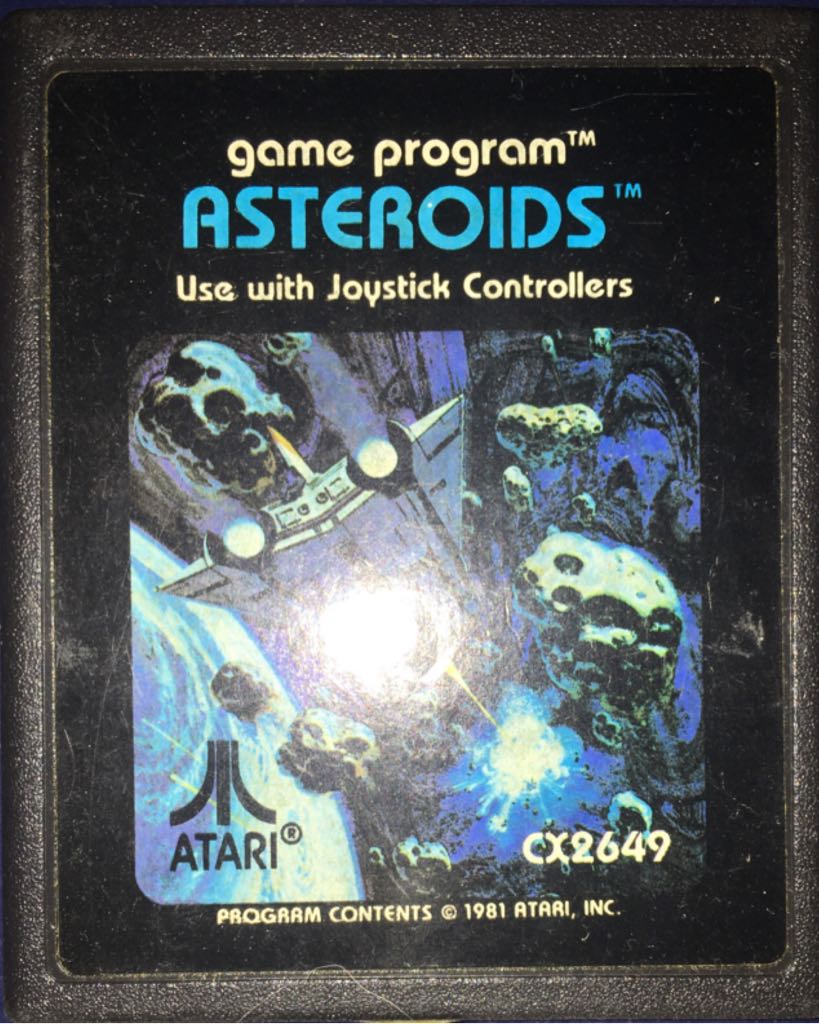 game program™
ASTEROIDS™
Use with Joystick Controllers
ATARI®
CX2649
PROGRAM CONTENTS © 1981 ATARI, INC.